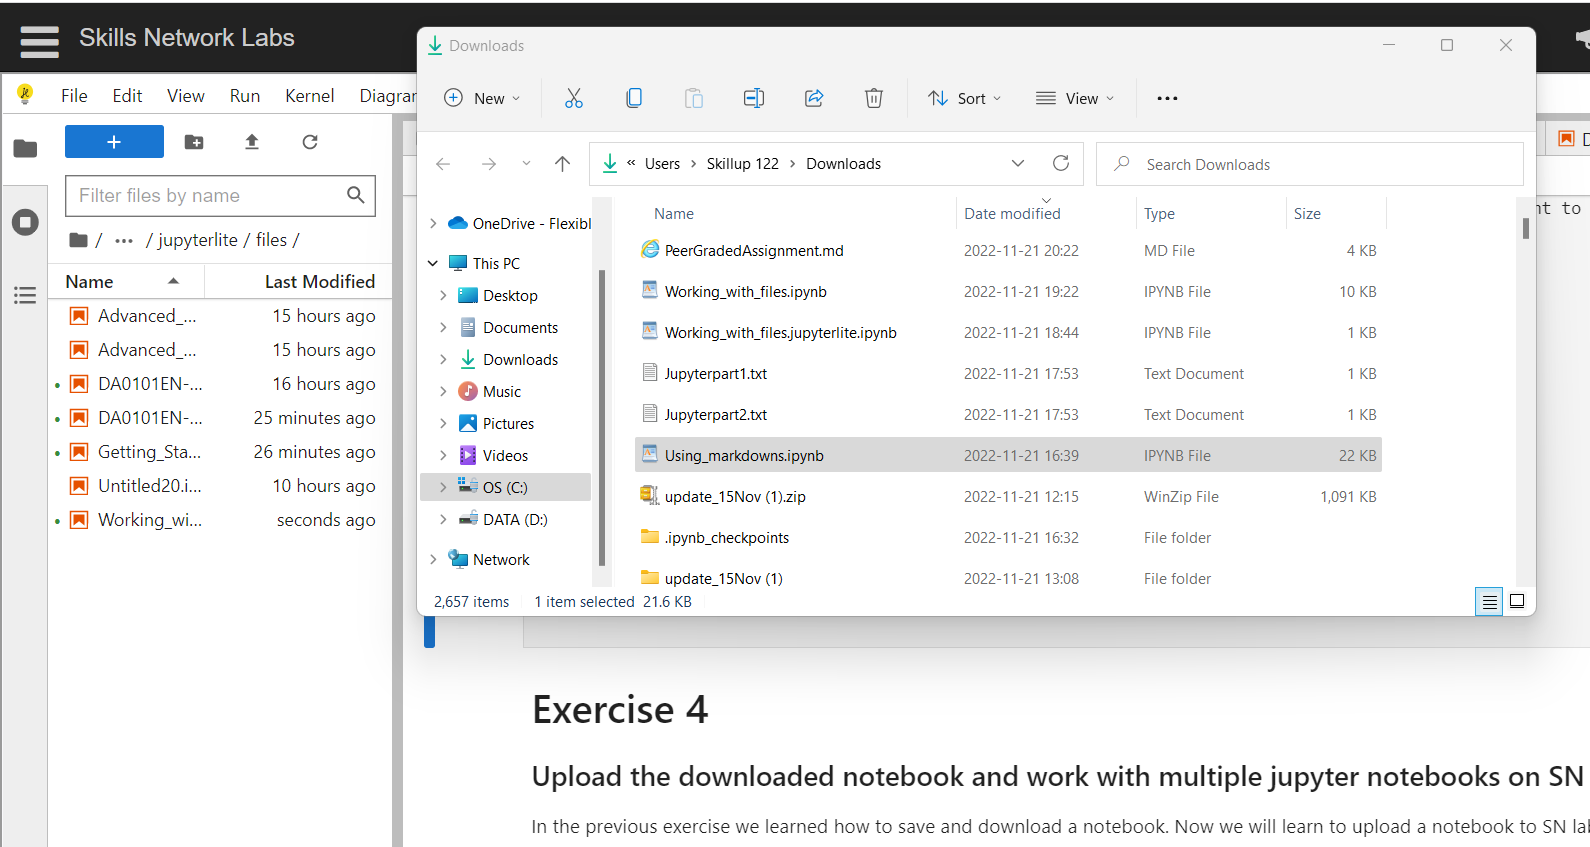 Skills Network Labs
File Edit View Run Kernel Diagram
+
Filter files by name
/ ... / jupyterlite / files /
Name Last Modified
Advanced_... 15 hours ago
Advanced_... 15 hours ago
DA0101EN-... 16 hours ago
DA0101EN-... 25 minutes ago
Getting_Sta... 26 minutes ago
Untitled20.i... 10 hours ago
Working_wi... seconds ago
Downloads
New Sort View ...
« Users › Skillup 122 › Downloads
Search Downloads
OneDrive - Flexibl
This PC
Desktop
Documents
Downloads
Music
Pictures
Videos
OS (C:)
DATA (D:)
Network
Name Date modified Type Size
PeerGradedAssignment.md 2022-11-21 20:22 MD File 4 KB
Working_with_files.ipynb 2022-11-21 19:22 IPYNB File 10 KB
Working_with_files.jupyterlite.ipynb 2022-11-21 18:44 IPYNB File 1 KB
Jupyterpart1.txt 2022-11-21 17:53 Text Document 1 KB
Jupyterpart2.txt 2022-11-21 17:53 Text Document 1 KB
Using_markdowns.ipynb 2022-11-21 16:39 IPYNB File 22 KB
update_15Nov (1).zip 2022-11-21 12:15 WinZip File 1,091 KB
.ipynb_checkpoints 2022-11-21 16:32 File folder
update_15Nov (1) 2022-11-21 13:08 File folder
2,657 items 1 item selected 21.6 KB
D
nt to
Exercise 4
Upload the downloaded notebook and work with multiple jupyter notebooks on SN
In the previous exercise we learned how to save and download a notebook. Now we will learn to upload a notebook to SN lab